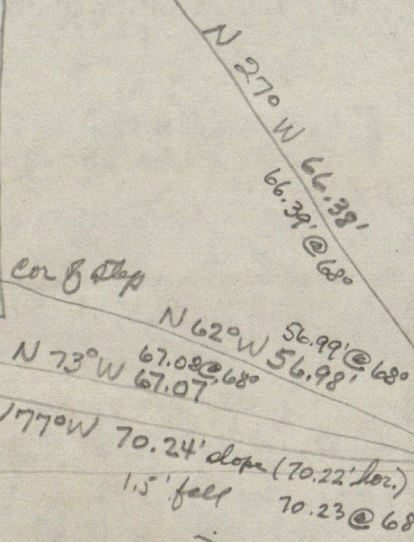 N 27° W 66.38'
66.39' @ 68°
cor of Step
N 62° W 56.98'
56.99' @ 68°
N 73° W 67.07
67.08 @ 68°
N 77° W 70.24' slope (70.22' hor.)
1.5' fall
70.23 @ 68